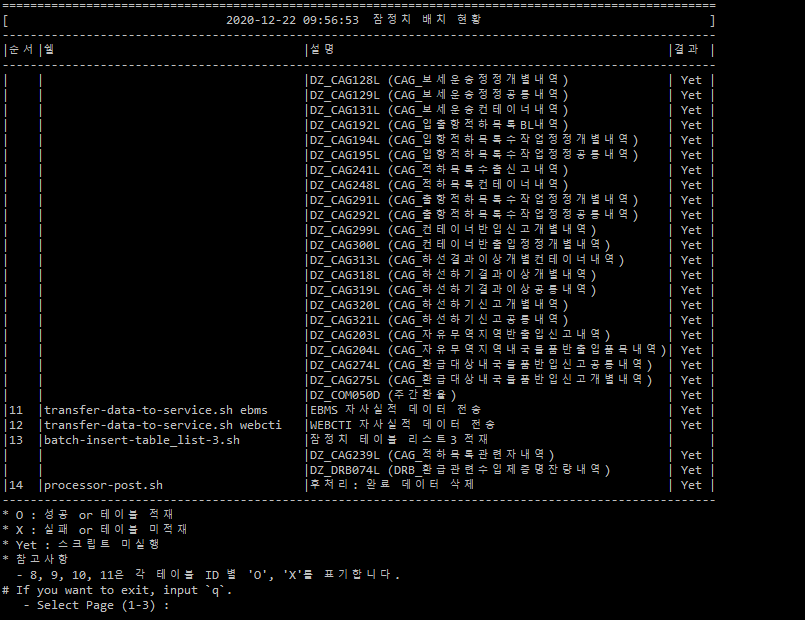 [ 2020-12-22 09:56:53 잠정치 배치 현황 ]
|순서|쉘 |설명 |결과 |
| | |DZ_CAG128L (CAG_보세운송정정개별내역) | Yet |
| | |DZ_CAG129L (CAG_보세운송정정공통내역) | Yet |
| | |DZ_CAG131L (CAG_보세운송컨테이너내역) | Yet |
| | |DZ_CAG192L (CAG_입출항적하목록BL내역) | Yet |
| | |DZ_CAG194L (CAG_입항적하목록수작업정정개별내역) | Yet |
| | |DZ_CAG195L (CAG_입항적하목록수작업정정공통내역) | Yet |
| | |DZ_CAG241L (CAG_적하목록수출신고내역) | Yet |
| | |DZ_CAG248L (CAG_적하목록컨테이너내역) | Yet |
| | |DZ_CAG291L (CAG_출항적하목록수작업정정개별내역) | Yet |
| | |DZ_CAG292L (CAG_출항적하목록수작업정정공통내역) | Yet |
| | |DZ_CAG299L (CAG_컨테이너반입신고개별내역) | Yet |
| | |DZ_CAG300L (CAG_컨테이너반출입정정개별내역) | Yet |
| | |DZ_CAG313L (CAG_하선결과이상개별컨테이너내역) | Yet |
| | |DZ_CAG318L (CAG_하선하기결과이상개별내역) | Yet |
| | |DZ_CAG319L (CAG_하선하기결과이상공통내역) | Yet |
| | |DZ_CAG320L (CAG_하선하기신고개별내역) | Yet |
| | |DZ_CAG321L (CAG_하선하기신고공통내역) | Yet |
| | |DZ_CAG203L (CAG_자유무역지역반출입신고내역) | Yet |
| | |DZ_CAG204L (CAG_자유무역지역내국물품반출입품목내역)| Yet |
| | |DZ_CAG274L (CAG_환급대상내국물품반입신고공통내역) | Yet |
| | |DZ_CAG275L (CAG_환급대상내국물품반입신고개별내역) | Yet |
| | |DZ_COM050D (주간환율) | Yet |
|11 |transfer-data-to-service.sh ebms |EBMS 자사실적 데이터 전송 | Yet |
|12 |transfer-data-to-service.sh webcti |WEBCTI 자사실적 데이터 전송 | Yet |
|13 |batch-insert-table_list-3.sh |잠정치 테이블 리스트3 적재 | |
| | |DZ_CAG239L (CAG_적하목록관련자내역) | Yet |
| | |DZ_DRB074L (DRB_환급관련수입제증명잔량내역) | Yet |
|14 |processor-post.sh |후처리: 완료 데이터 삭제 | Yet |
* O : 성공 or 테이블 적재
* X : 실패 or 테이블 미적재
* Yet : 스크립트 미실행
* 참고사항
- 8, 9, 10, 11은 각 테이블 ID 별 'O', 'X'를 표기합니다.
# If you want to exit, input `q`.
- Select Page (1-3) :